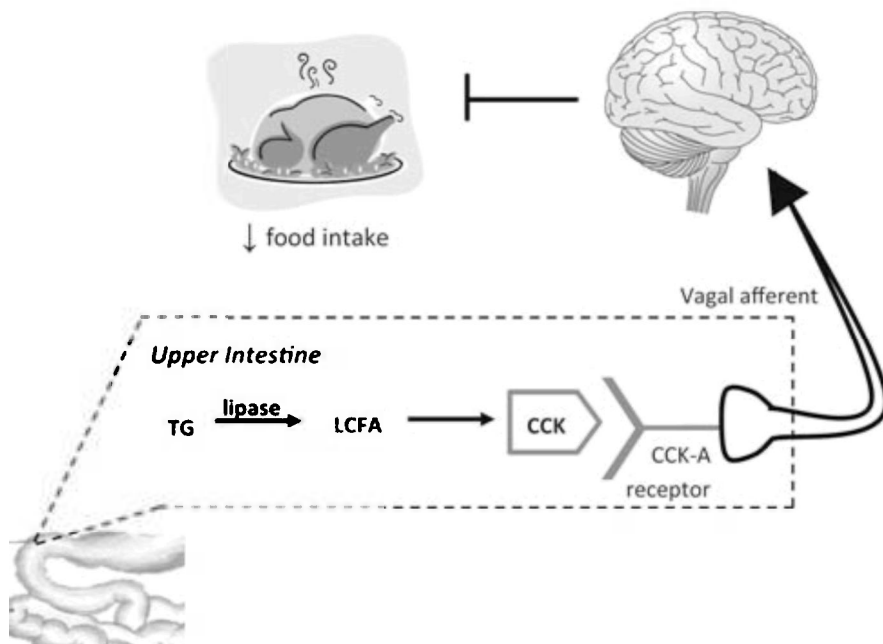 ↓ food intake
Vagal afferent
Upper Intestine
TG
lipase
LCFA
CCK
CCK-A
receptor